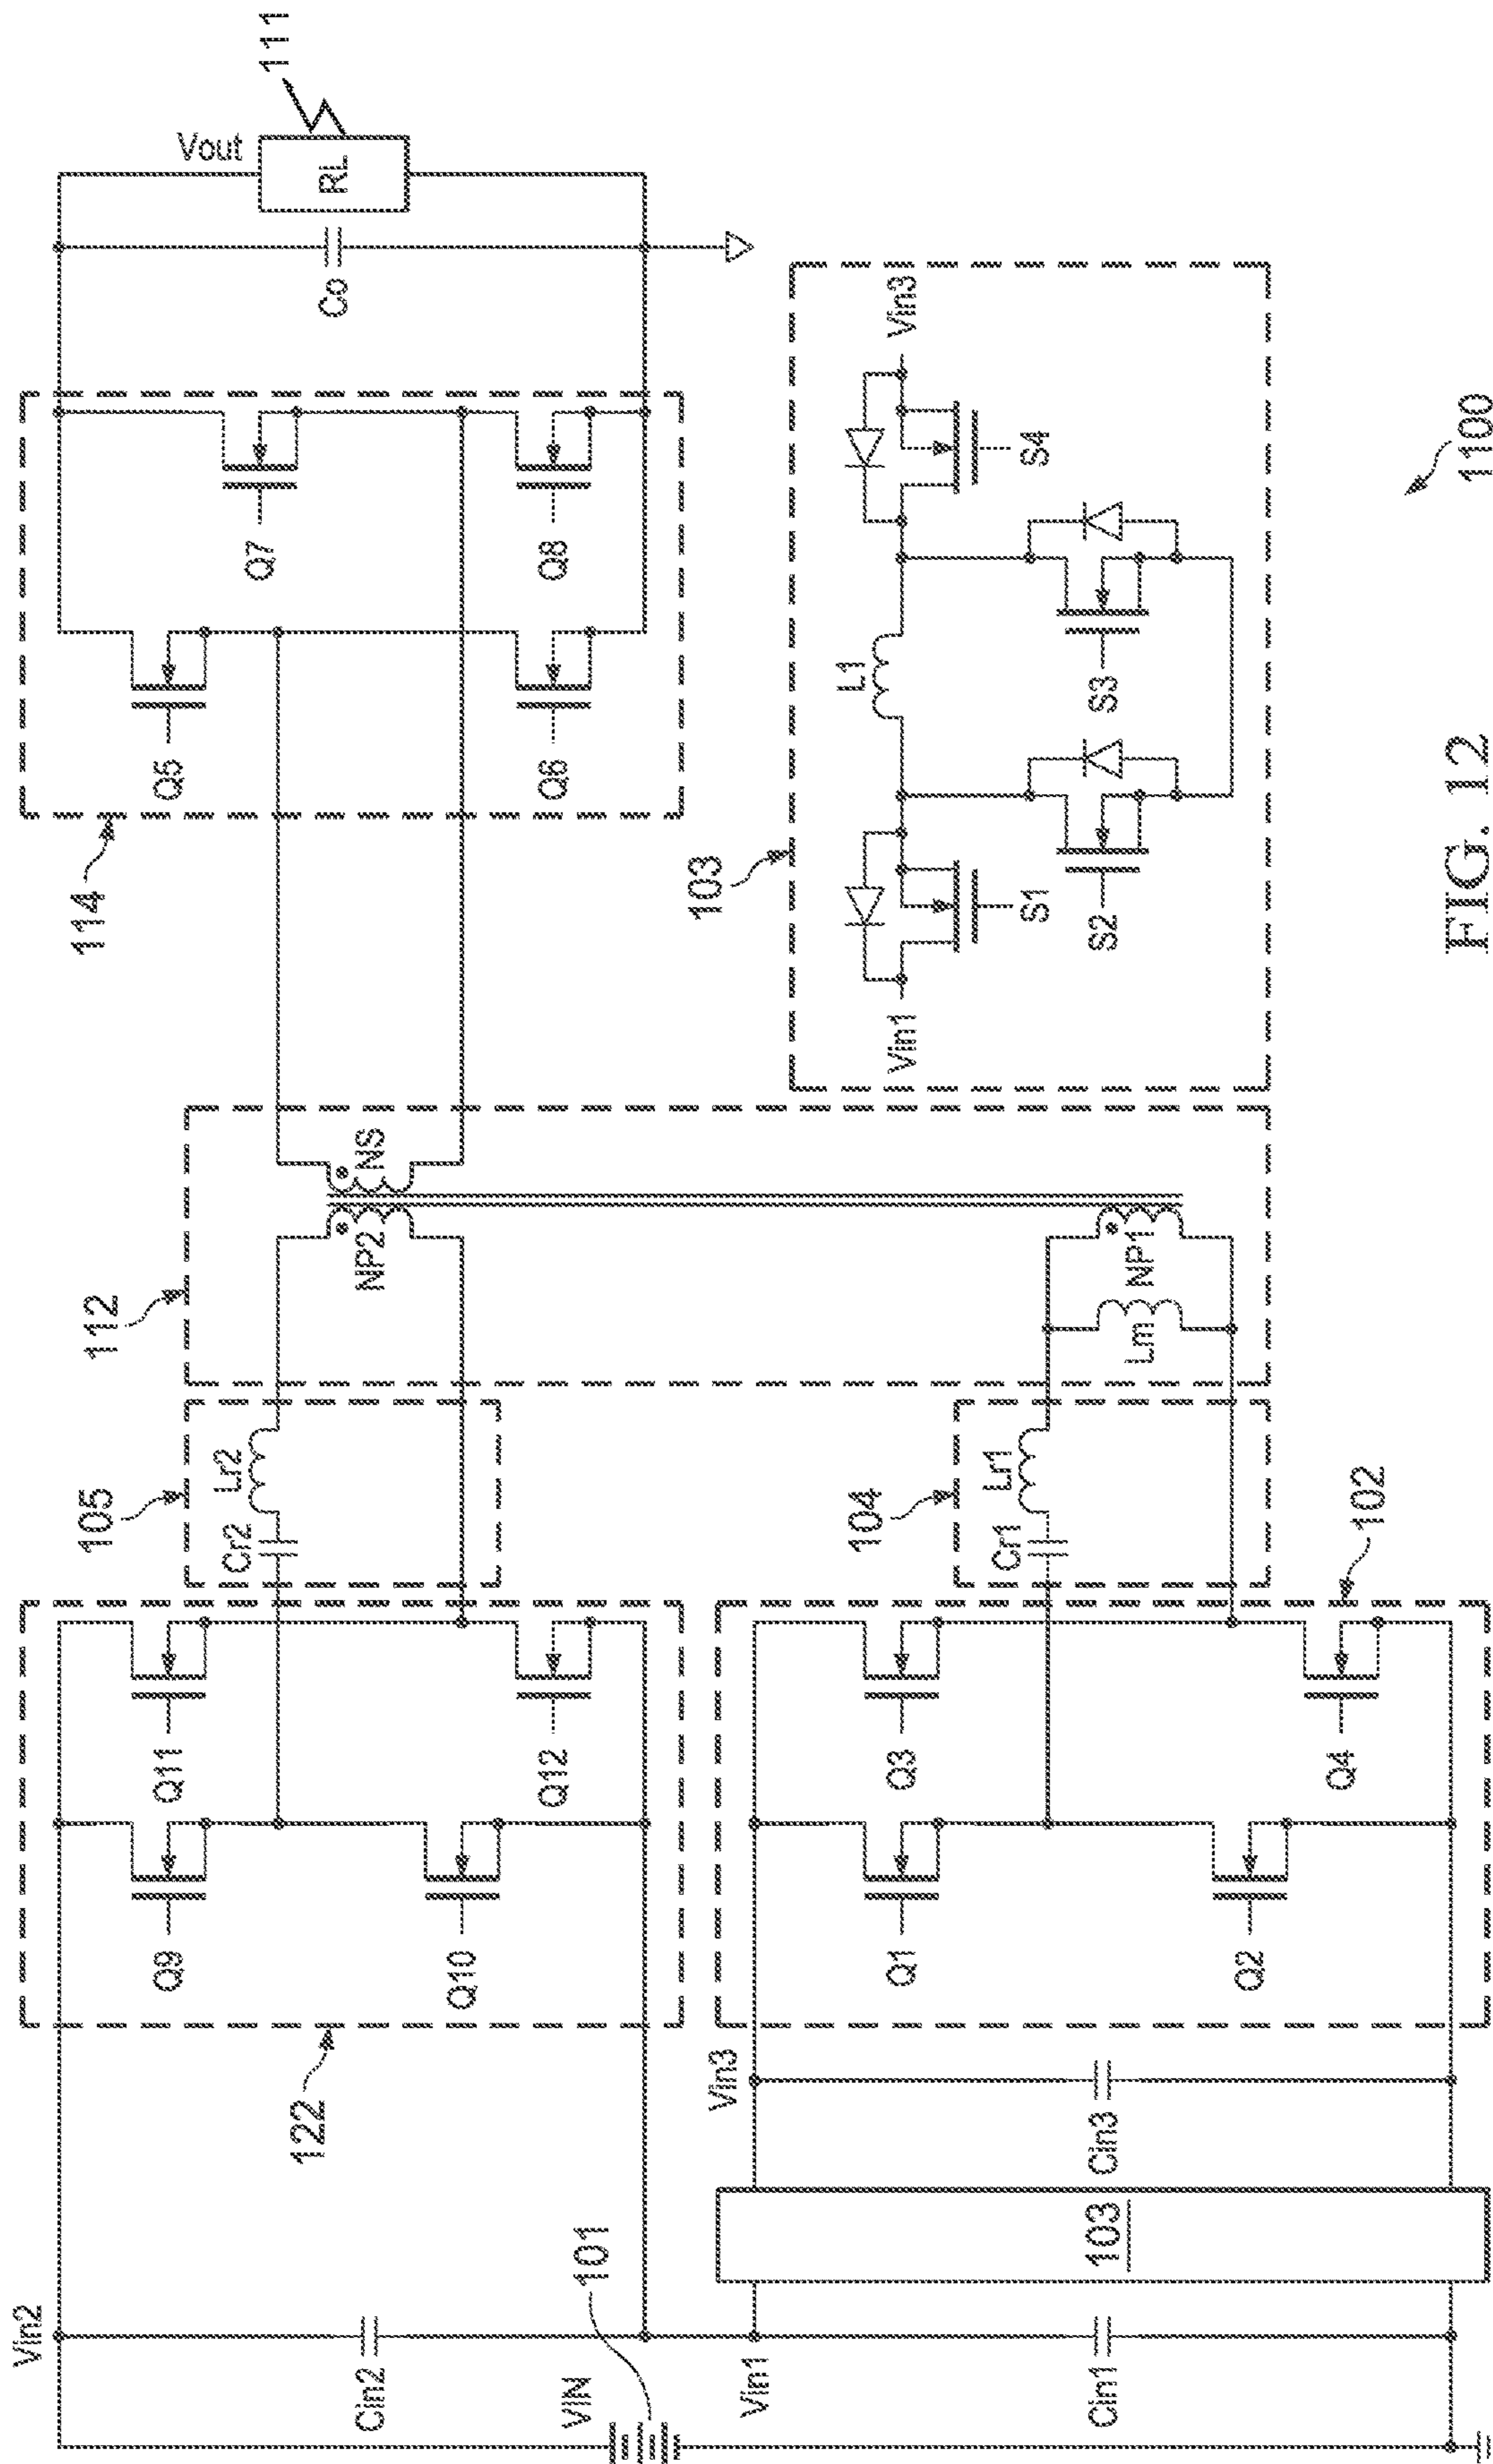 Vin2
Cin2
VIN
101
Vin1
Cin1
103
Vin3
Cin3
122
Q9
Q10
Q11
Q12
Q1
Q2
Q3
Q4
102
105
Cr2
Lr2
104
Cr1
Lr1
112
NP2
NS
Lm
NP1
114
Q5
Q6
Q7
Q8
Vout
Co
RL
111
103
Vin1
S1
S2
L1
S3
S4
Vin3
1100
FIG. 12